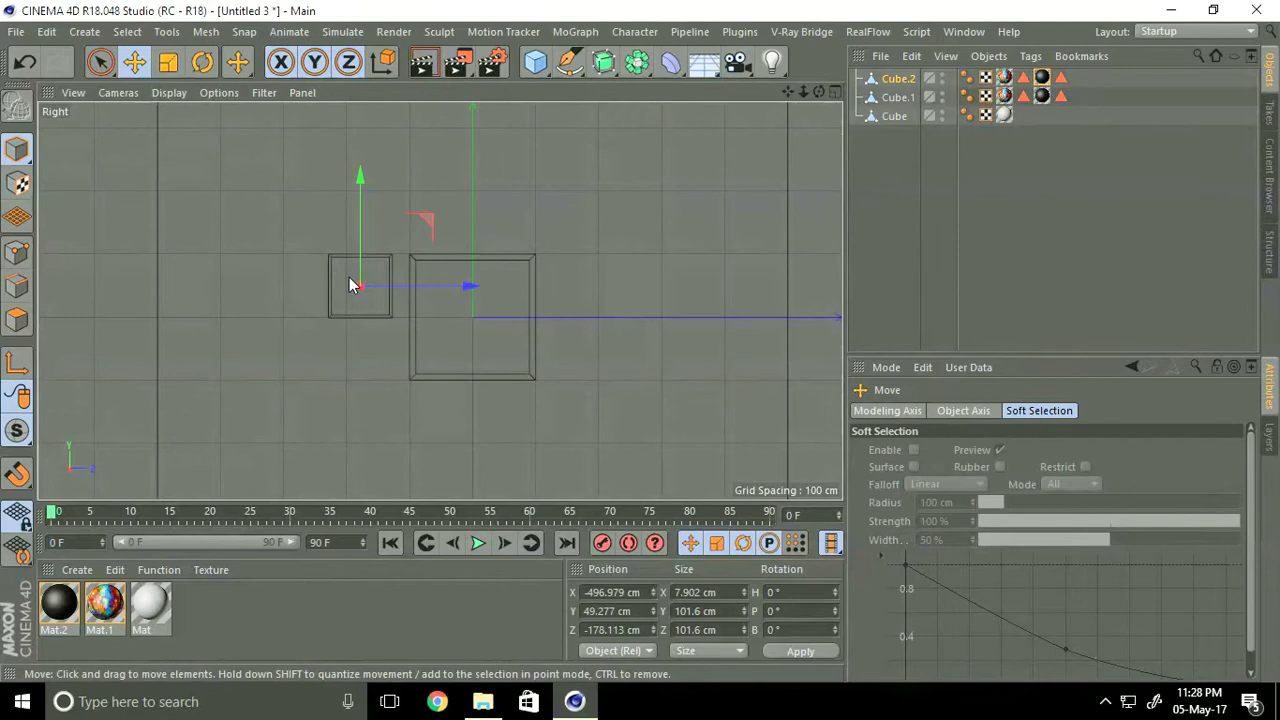 CINEMA 4D R18.048 Studio (RC - R18) - [Untitled 3 *] - Main
File Edit Create Select Tools Mesh Snap Animate Simulate Render Sculpt Motion Tracker MoGraph Character Pipeline Plugins V-Ray Bridge RealFlow Script Window Help Layout: Startup
View Cameras Display Options Filter Panel
File Edit View Objects Tags Bookmarks
Right
Cube.2
Cube.1
Cube
Objects
Takes
Content Browser
Structure
Mode Edit User Data
Move
Modeling Axis Object Axis Soft Selection
Soft Selection
Enable Preview
Surface Rubber Restrict
Falloff Linear Mode All
Radius 100 cm
Strength 100 %
Width. . 50 %
0.8
0.4
Attributes
Layers
Y
Z
Grid Spacing : 100 cm
0 5 10 15 20 25 30 35 40 45 50 55 60 65 70 75 80 85 90 0 F
0 F 0 F 90 F 90 F
Create Edit Function Texture
Mat.2 Mat.1 Mat
Position Size Rotation
X -496.979 cm X 7.902 cm H 0 °
Y 49.277 cm Y 101.6 cm P 0 °
Z -178.113 cm Z 101.6 cm B 0 °
Object (Rel) Size Apply
MAXON CINEMA 4D
Move: Click and drag to move elements. Hold down SHIFT to quantize movement / add to the selection in point mode, CTRL to remove.
Type here to search
11:28 PM
05-May-17
5